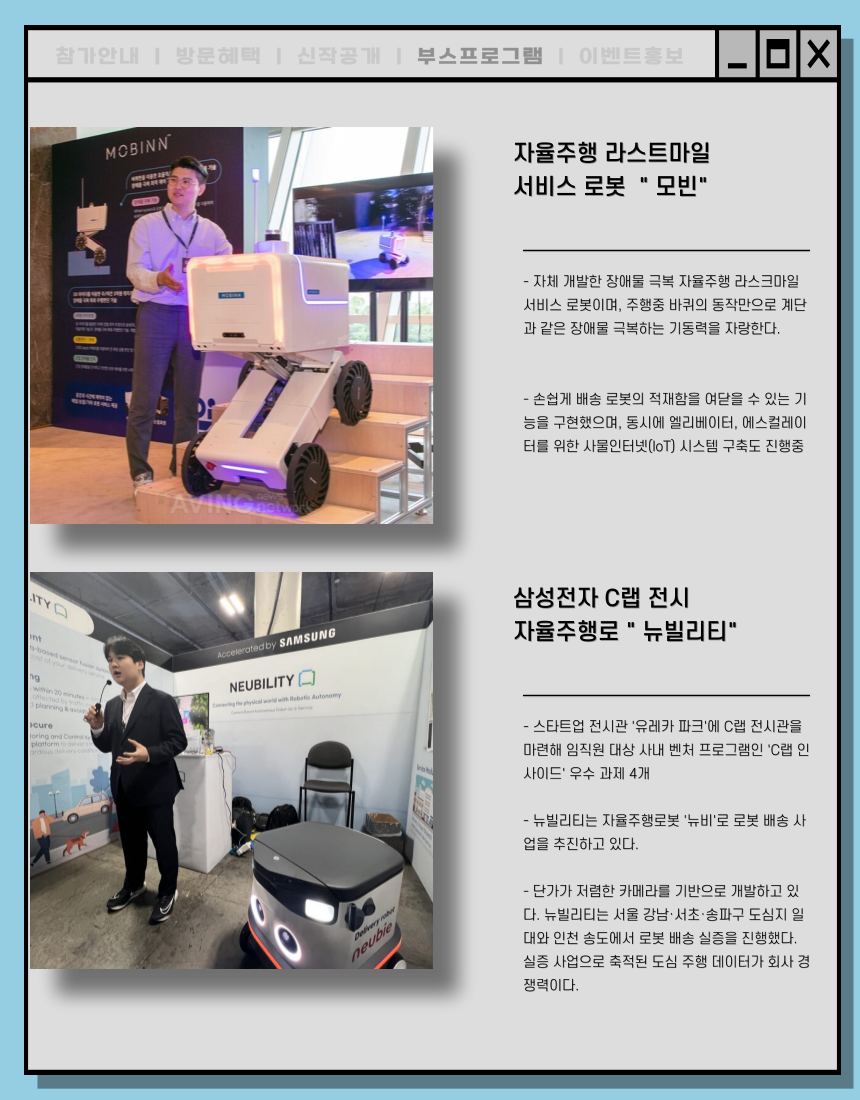 참가안내 | 방문혜택 | 신작공개 | 부스프로그램 | 이벤트홍보
MOBINN
MOBINN
AVING news network
자율주행 라스트마일
서비스 로봇 " 모빈"
- 자체 개발한 장애물 극복 자율주행 라스크마일
서비스 로봇이며, 주행중 바퀴의 동작만으로 계단
과 같은 장애물 극복하는 기동력을 자랑한다.
- 손쉽게 배송 로봇의 적재함을 여닫을 수 있는 기
능을 구현했으며, 동시에 엘리베이터, 에스컬레이
터를 위한 사물인터넷(IoT) 시스템 구축도 진행중
Accelerated by SAMSUNG
NEUBILITY
Connecting the physical world with Robotic Autonomy
within 20 minutes
planning & avoid
ecure
platform
Delivery robot
neubie
삼성전자 C랩 전시
자율주행로 " 뉴빌리티"
- 스타트업 전시관 '유레카 파크'에 C랩 전시관을
마련해 임직원 대상 사내 벤처 프로그램인 'C랩 인
사이드' 우수 과제 4개
- 뉴빌리티는 자율주행로봇 '뉴비'로 로봇 배송 사
업을 추진하고 있다.
- 단가가 저렴한 카메라를 기반으로 개발하고 있
다. 뉴빌리티는 서울 강남·서초·송파구 도심지 일
대와 인천 송도에서 로봇 배송 실증을 진행했다.
실증 사업으로 축적된 도심 주행 데이터가 회사 경
쟁력이다.